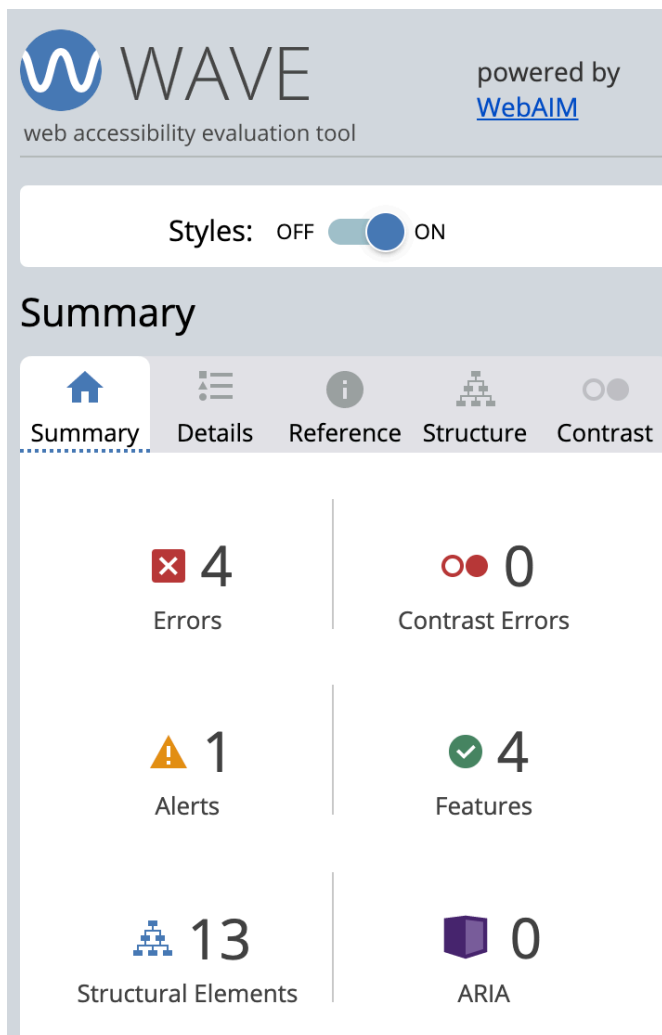 WAVE
powered by
WebAIM
web accessibility evaluation tool
Styles: OFF ON
Summary
Summary Details Reference Structure Contrast
4 0
Errors Contrast Errors
1 4
Alerts Features
13 0
Structural Elements ARIA